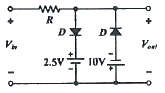 + R +
V_in D D V_out
2.5V 10V
− −